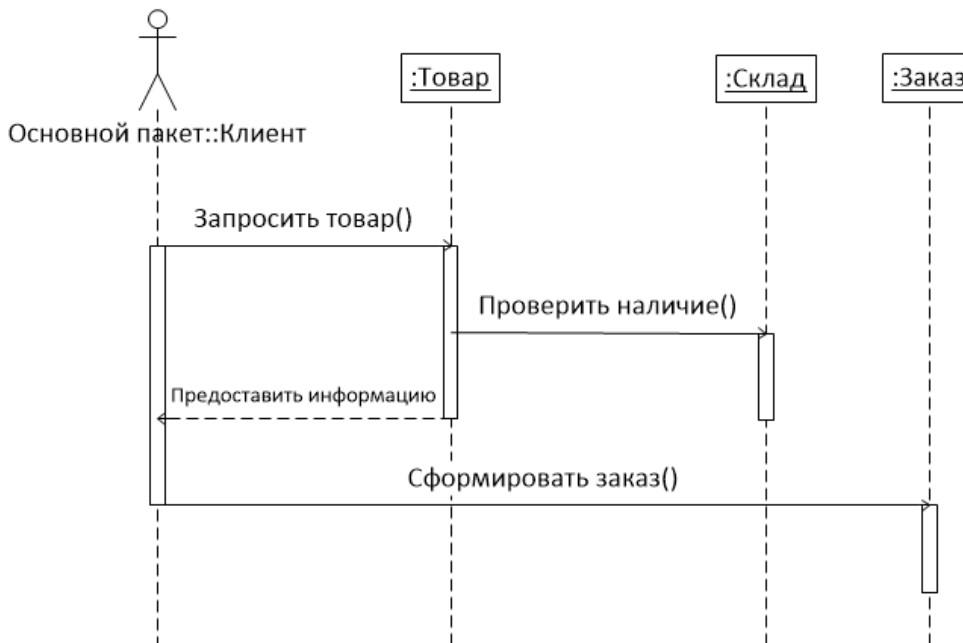 :Товар
:Склад
:Заказ
Основной пакет::Клиент
Запросить товар()
Проверить наличие()
Предоставить информацию
Сформировать заказ()